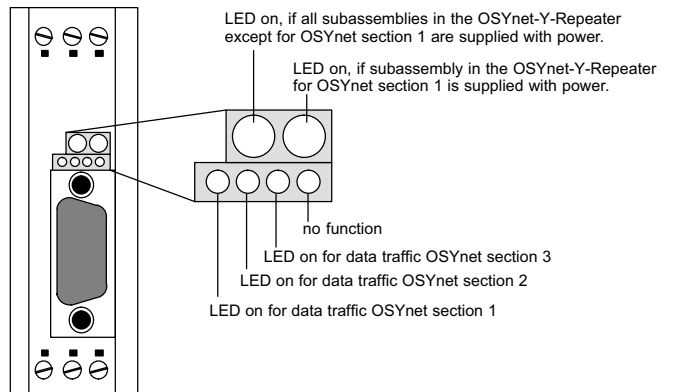 LED on, if all subassemblies in the OSYnet-Y-Repeater
except for OSYnet section 1 are supplied with power.
LED on, if subassembly in the OSYnet-Y-Repeater
for OSYnet section 1 is supplied with power.
no function
LED on for data traffic OSYnet section 3
LED on for data traffic OSYnet section 2
LED on for data traffic OSYnet section 1